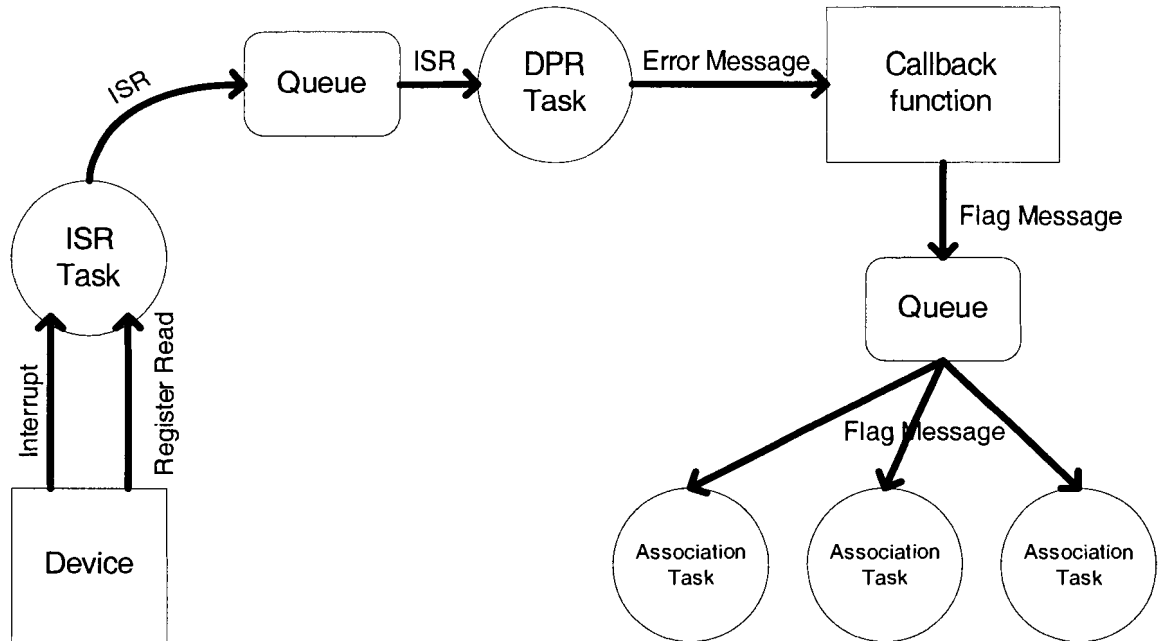 ISR
Queue
ISR
DPR
Task
Error Message
Callback
function
ISR
Task
Flag Message
Queue
Interrupt
Register Read
Flag Message
Device
Association
Task
Association
Task
Association
Task